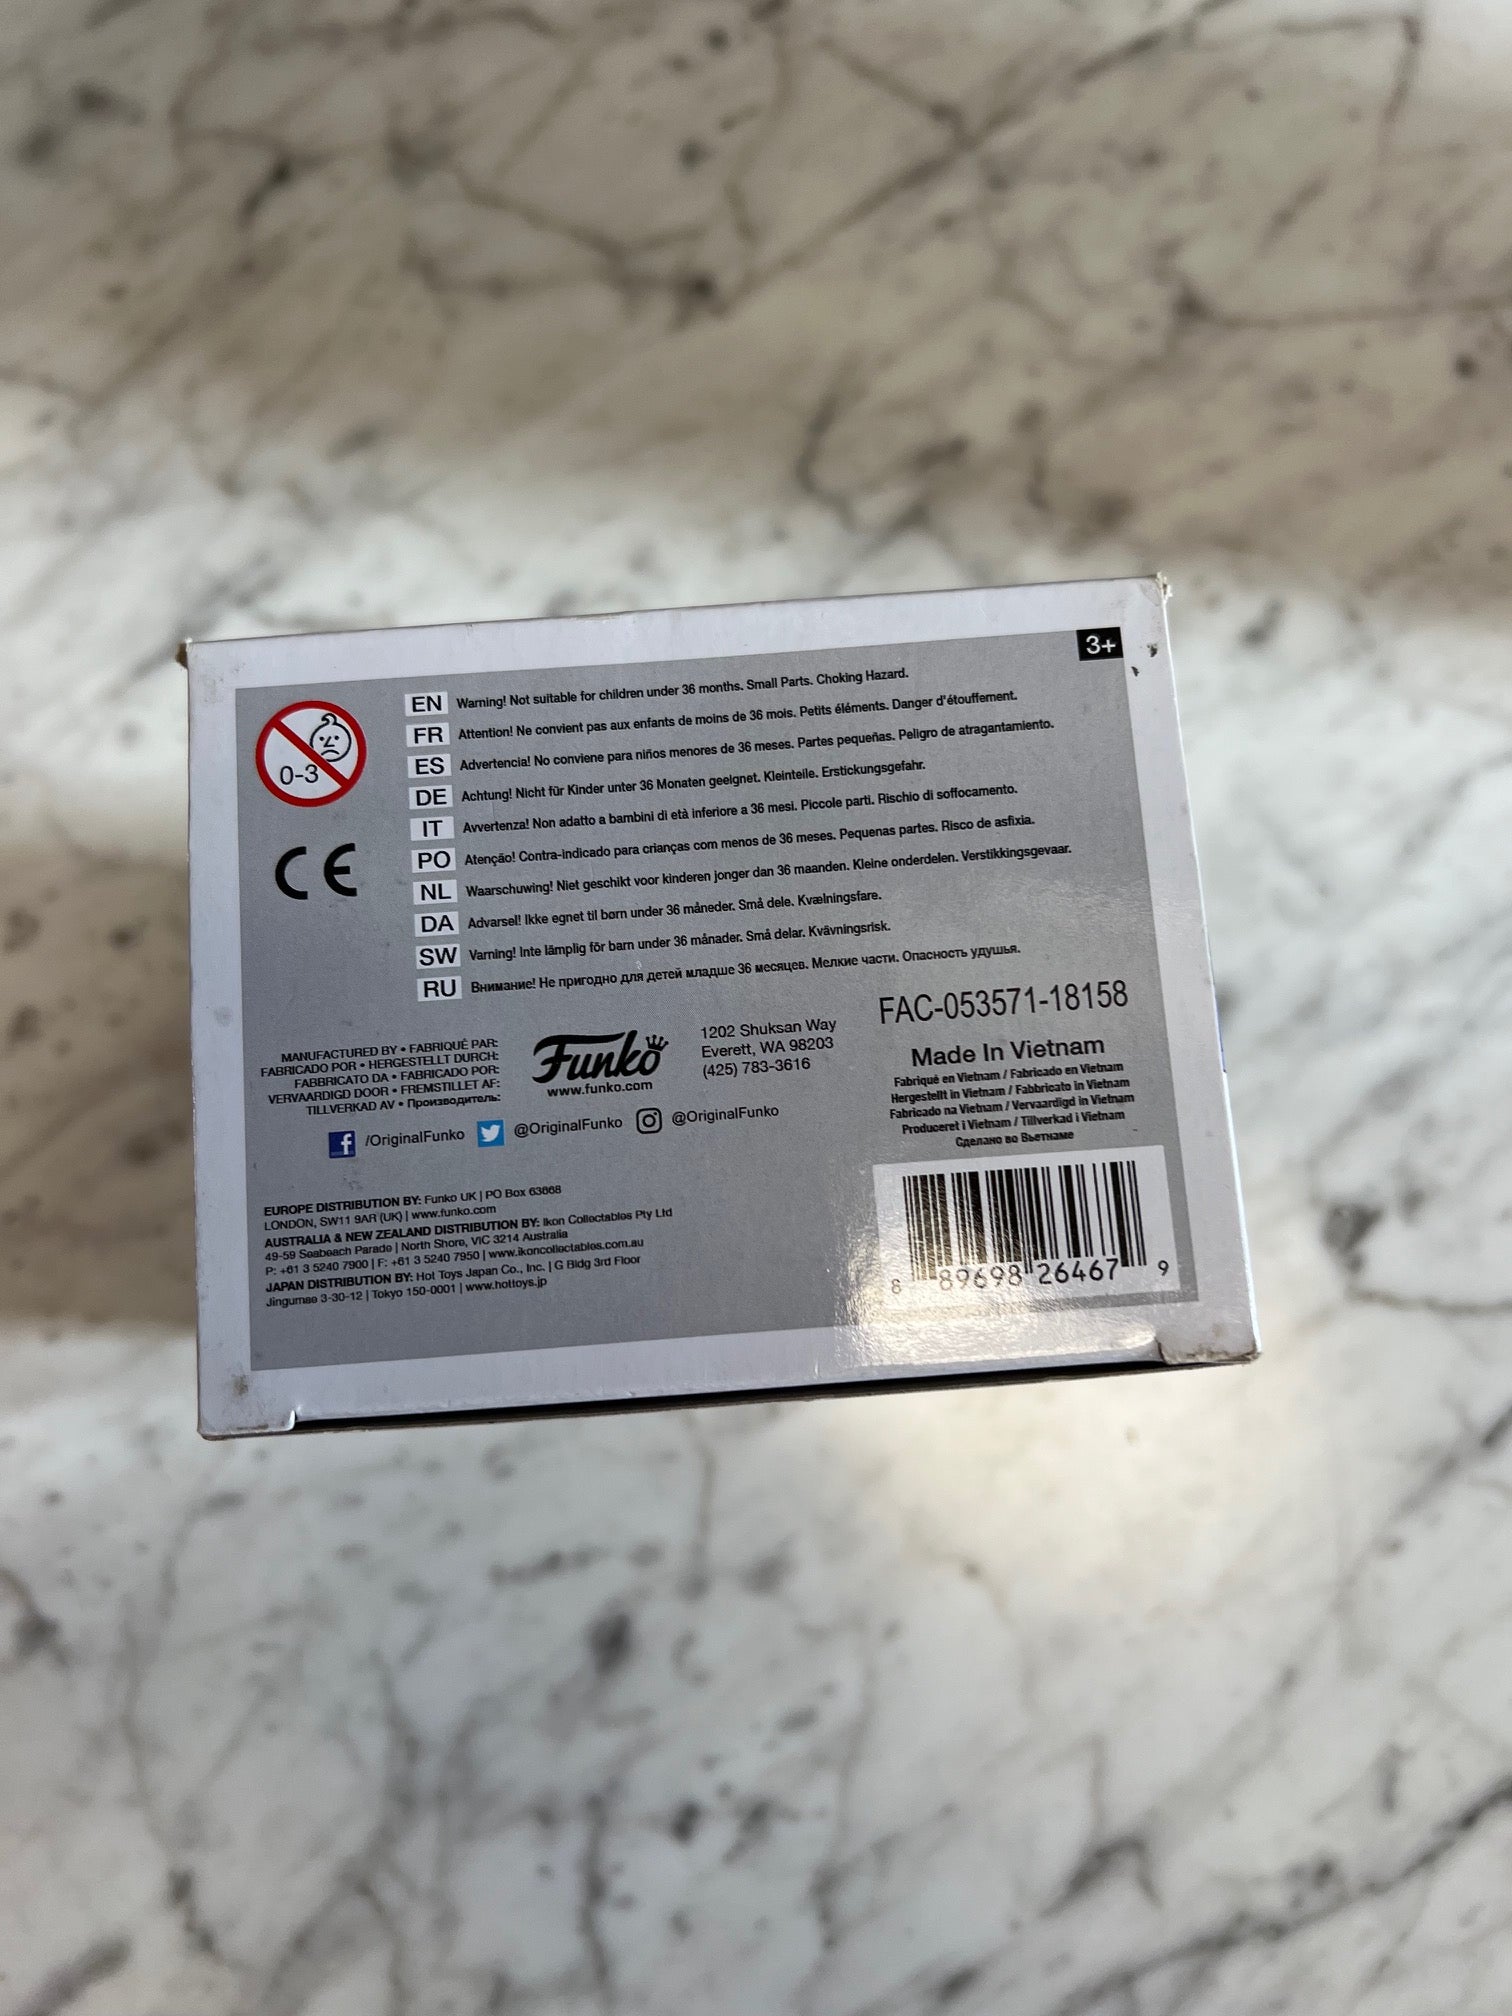 3+
0-3
EN Warning! Not suitable for children under 36 months. Small Parts. Choking Hazard.
FR Attention! Ne convient pas aux enfants de moins de 36 mois. Petits éléments. Danger d'étouffement.
ES Advertencia! No conviene para niños menores de 36 meses. Partes pequeñas. Peligro de atragantamiento.
DE Achtung! Nicht für Kinder unter 36 Monaten geeignet. Kleinteile. Erstickungsgefahr.
IT Avvertenza! Non adatto a bambini di età inferiore a 36 mesi. Piccole parti. Rischio di soffocamento.
PO Atenção! Contra-indicado para crianças com menos de 36 meses. Pequenas partes. Risco de asfixia.
NL Waarschuwing! Niet geschikt voor kinderen jonger dan 36 maanden. Kleine onderdelen. Verstikkingsgevaar.
DA Advarsel! Ikke egnet til børn under 36 måneder. Små dele. Kvælningsfare.
SW Varning! Inte lämplig för barn under 36 månader. Små delar. Kvävningsrisk.
RU Внимание! Не пригодно для детей младше 36 месяцев. Мелкие части. Опасность удушья.
CE
MANUFACTURED BY • FABRIQUÉ PAR:
FABRICADO POR • HERGESTELLT DURCH:
FABBRICATO DA • FABRICADO POR:
VERVAARDIGD DOOR • FREMSTILLET AF:
TILLVERKAD AV • Производитель:
Funko
www.funko.com
1202 Shuksan Way
Everett, WA 98203
(425) 783-3616
f /OriginalFunko @OriginalFunko @OriginalFunko
FAC-053571-18158
Made In Vietnam
Fabriqué en Vietnam / Fabricado en Vietnam
Hergestellt in Vietnam / Fabbricato in Vietnam
Fabricado na Vietnam / Vervaardigd in Vietnam
Produceret i Vietnam / Tillverkad i Vietnam
Сделано во Вьетнаме
EUROPE DISTRIBUTION BY: Funko UK | PO Box 63668
LONDON, SW11 9AR (UK) | www.funko.com
AUSTRALIA & NEW ZEALAND DISTRIBUTION BY: Ikon Collectables Pty Ltd
49-59 Seabeach Parade | North Shore, VIC 3214 Australia
P: +61 3 5240 7900 | F: +61 3 5240 7950 | www.ikoncollectables.com.au
JAPAN DISTRIBUTION BY: Hot Toys Japan Co., Inc. | G Bldg 3rd Floor
Jingumae 3-30-12 | Tokyo 150-0001 | www.hottoys.jp
8 89698 26467 9